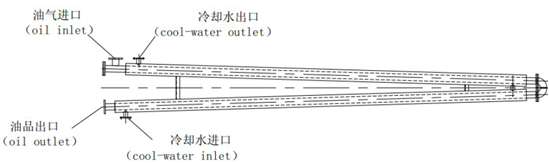 油气进口
(oil inlet)
冷却水出口
(cool-water outlet)
油品出口
(oil outlet)
冷却水进口
(cool-water inlet)